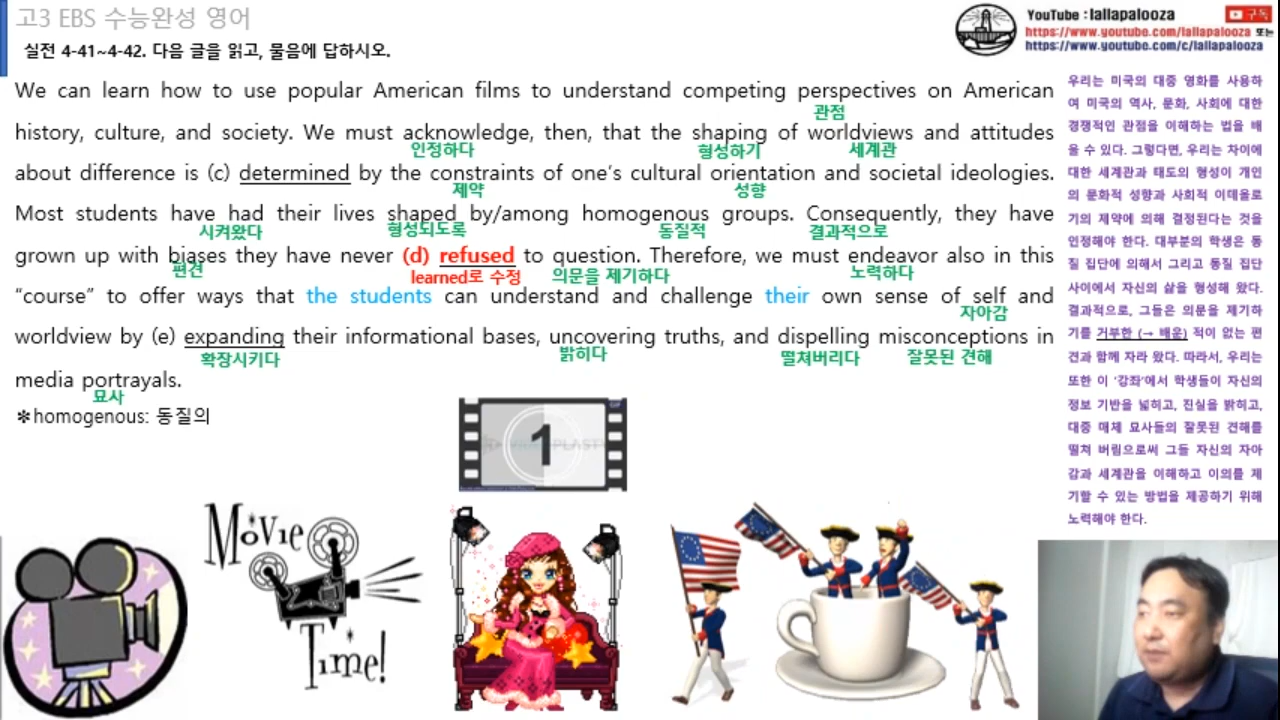 고3 EBS 수능완성 영어
실전 4-41~4-42. 다음 글을 읽고, 물음에 답하시오.
YouTube : lallapalooza
구독
https://www.youtube.com/lallapalooza 또는
https://www.youtube.com/c/lallapalooza
We can learn how to use popular American films to understand competing perspectives on American
관점
history, culture, and society. We must acknowledge, then, that the shaping of worldviews and attitudes
인정하다 형성하기 세계관
about difference is (c) determined by the constraints of one's cultural orientation and societal ideologies.
제약 성향
Most students have had their lives shaped by/among homogenous groups. Consequently, they have
시켜왔다 형성되도록 동질적 결과적으로
grown up with biases they have never (d) refused to question. Therefore, we must endeavor also in this
편견 learned로 수정 의문을 제기하다 노력하다
"course" to offer ways that the students can understand and challenge their own sense of self and
자아감
worldview by (e) expanding their informational bases, uncovering truths, and dispelling misconceptions in
확장시키다 밝히다 떨쳐버리다 잘못된 견해
media portrayals.
묘사
✻homogenous: 동질의
우리는 미국의 대중 영화를 사용하
여 미국의 역사, 문화, 사회에 대한
경쟁적인 관점을 이해하는 법을 배
울 수 있다. 그렇다면, 우리는 차이에
대한 세계관과 태도의 형성이 개인
의 문화적 성향과 사회적 이데올로
기의 제약에 의해 결정된다는 것을
인정해야 한다. 대부분의 학생은 동
질 집단에 의해서 그리고 동질 집단
사이에서 자신의 삶을 형성해 왔다.
결과적으로, 그들은 의문을 제기하
기를 거부한 (→ 배운) 적이 없는 편
견과 함께 자라 왔다. 따라서, 우리는
또한 이 '강좌'에서 학생들이 자신의
정보 기반을 넓히고, 진실을 밝히고,
대중 매체 묘사들의 잘못된 견해를
떨쳐 버림으로써 그들 자신의 자아
감과 세계관을 이해하고 이의를 제
기할 수 있는 방법을 제공하기 위해
노력해야 한다.
1
Movie
Time!